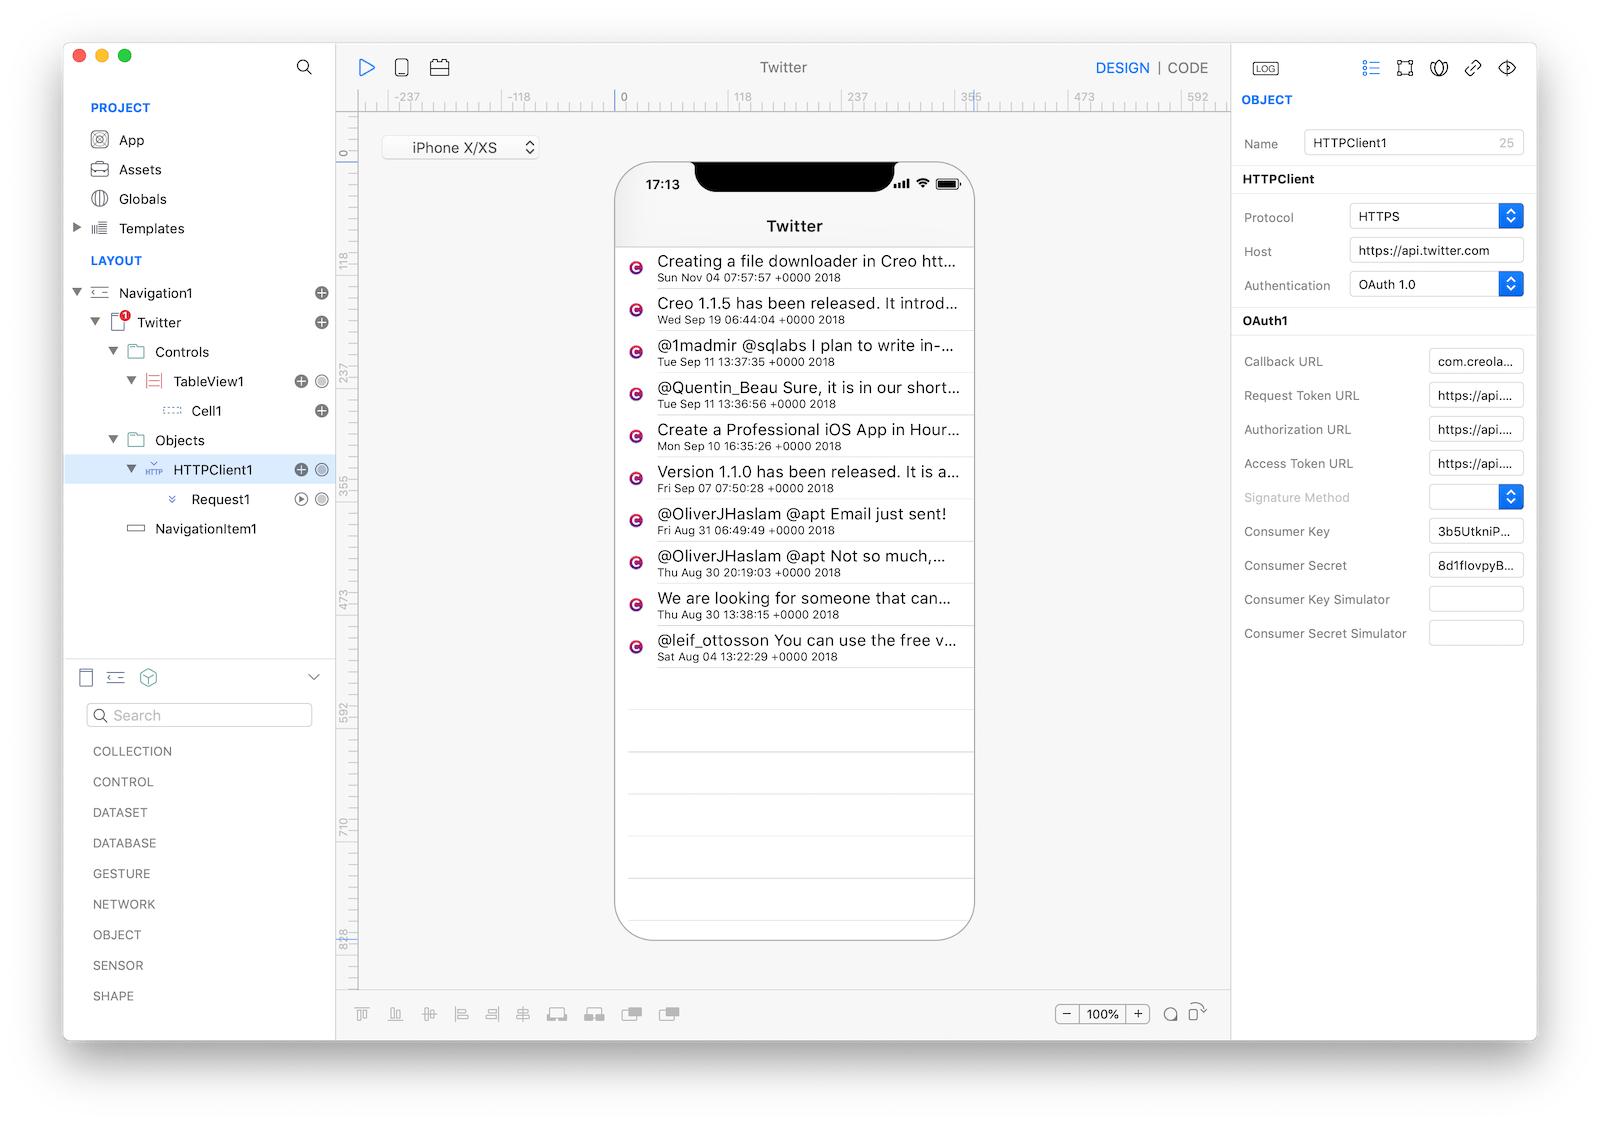 PROJECT
App
Assets
Globals
Templates
LAYOUT
Navigation1
1
Twitter
Controls
TableView1
Cell1
Objects
HTTP
HTTPClient1
Request1
NavigationItem1
Search
COLLECTION
CONTROL
DATASET
DATABASE
GESTURE
NETWORK
OBJECT
SENSOR
SHAPE
Twitter
DESIGN | CODE
-237 -118 0 118 237 355 473 592
0
118
237
355
473
592
710
828
iPhone X/XS
17:13
Twitter
Creating a file downloader in Creo htt...
Sun Nov 04 07:57:57 +0000 2018
Creo 1.1.5 has been released. It introd...
Wed Sep 19 06:44:04 +0000 2018
@1madmir @sqlabs I plan to write in-...
Tue Sep 11 13:37:35 +0000 2018
@Quentin_Beau Sure, it is in our short...
Tue Sep 11 13:36:56 +0000 2018
Create a Professional iOS App in Hour...
Mon Sep 10 16:35:26 +0000 2018
Version 1.1.0 has been released. It is a...
Fri Sep 07 07:50:28 +0000 2018
@OliverJHaslam @apt Email just sent!
Fri Aug 31 06:49:49 +0000 2018
@OliverJHaslam @apt Not so much,...
Thu Aug 30 20:19:03 +0000 2018
We are looking for someone that can...
Thu Aug 30 13:38:15 +0000 2018
@leif_ottosson You can use the free v...
Sat Aug 04 13:22:29 +0000 2018
− 100% +
LOG
OBJECT
Name HTTPClient1 25
HTTPClient
Protocol HTTPS
Host https://api.twitter.com
Authentication OAuth 1.0
OAuth1
Callback URL com.creola...
Request Token URL https://api....
Authorization URL https://api....
Access Token URL https://api....
Signature Method
Consumer Key 3b5UtkniP...
Consumer Secret 8d1flovpyB...
Consumer Key Simulator
Consumer Secret Simulator